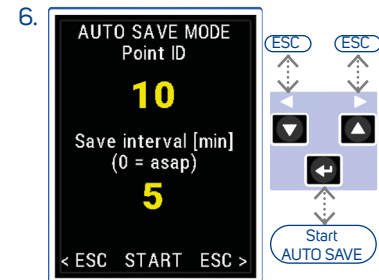 6.
AUTO SAVE MODE
Point ID
10
Save interval [min]
(0 = asap)
5
< ESC START ESC >
ESC ESC
Start
AUTO SAVE